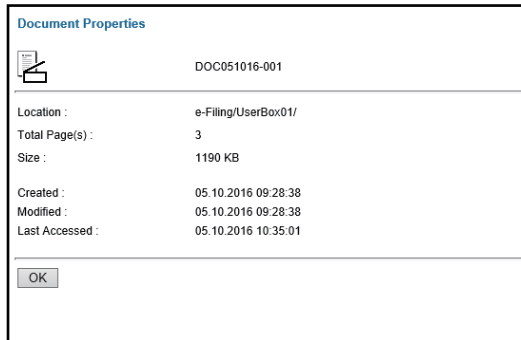 Document Properties
DOC051016-001
Location : e-Filing/UserBox01/
Total Page(s) : 3
Size : 1190 KB
Created : 05.10.2016 09:28:38
Modified : 05.10.2016 09:28:38
Last Accessed : 05.10.2016 10:35:01
OK